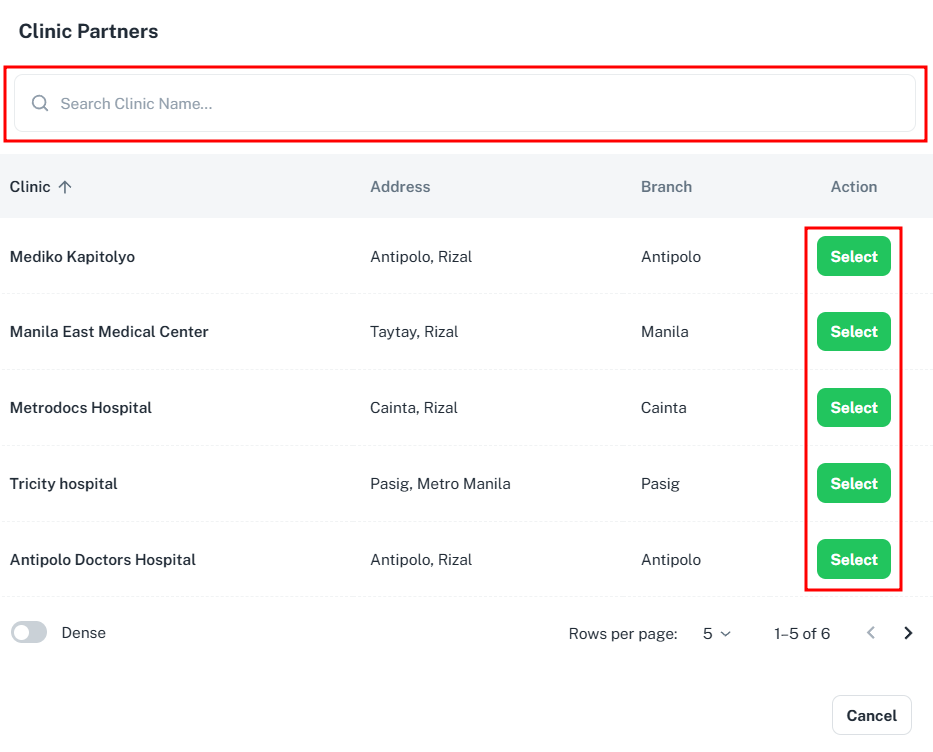 Clinic Partners
Search Clinic Name...
Clinic Address Branch Action
Mediko Kapitolyo Antipolo, Rizal Antipolo Select
Manila East Medical Center Taytay, Rizal Manila Select
Metrodocs Hospital Cainta, Rizal Cainta Select
Tricity hospital Pasig, Metro Manila Pasig Select
Antipolo Doctors Hospital Antipolo, Rizal Antipolo Select
Dense Rows per page: 5 1–5 of 6
Cancel